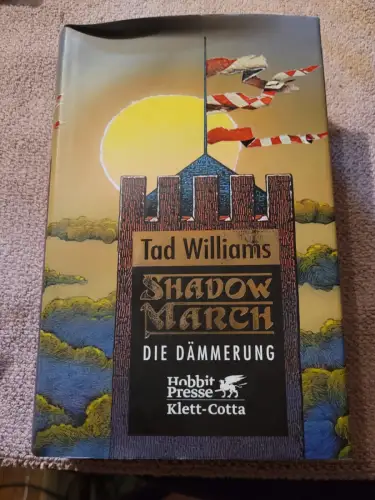 Tad Williams
SHADOW
MARCH
DIE DÄMMERUNG
Hobbit
Presse
Klett-Cotta